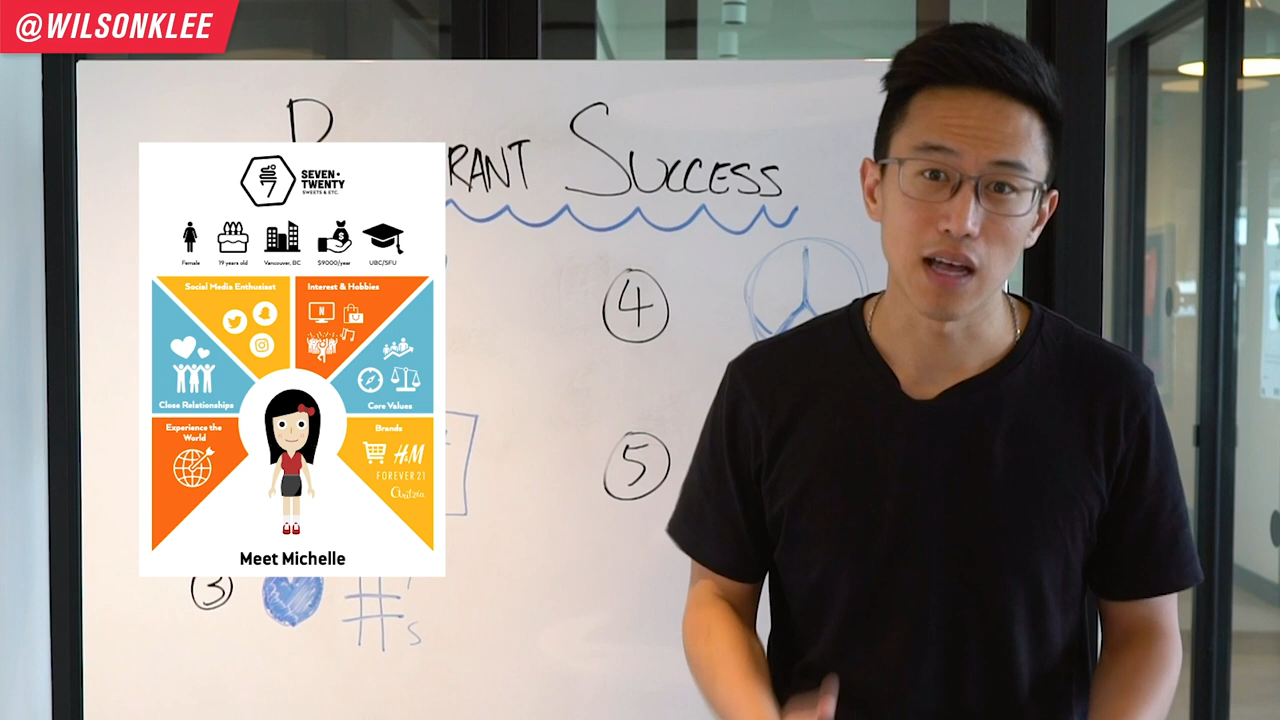 @WILSONKLEE
R
RANT SUCCESS
7
SEVEN•
TWENTY
SWEETS & ETC.
Female
19 years old
Vancouver, BC
$9000/year
UBC/SFU
Social Media Enthusiast
Interest & Hobbies
N
Close Relationships
Core Values
Experience the
World
Brands
H&M
FOREVER 21
Aritzia
Meet Michelle
4
5
3
#'s